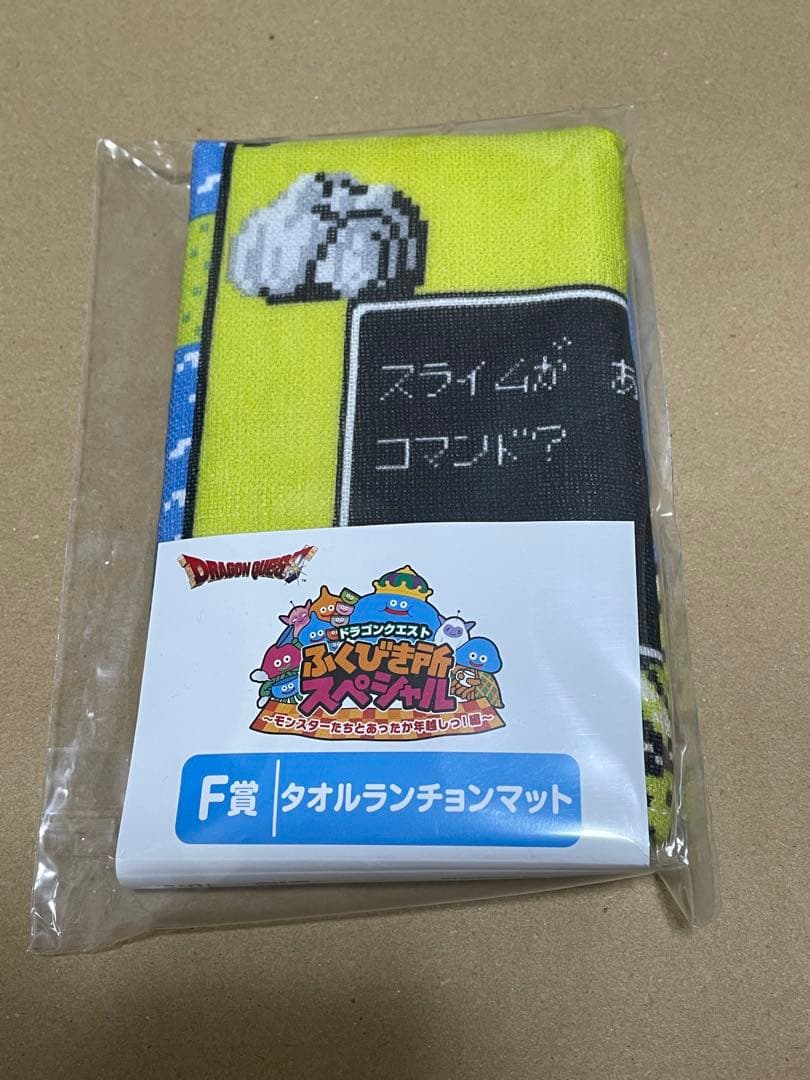 スライムが あ
コマンド?
DRAGON QUEST
ドラゴンクエスト
ふくびき所
スペシャル
～モンスターたちとあったか年越しっ!編～
F賞 タオルランチョンマット